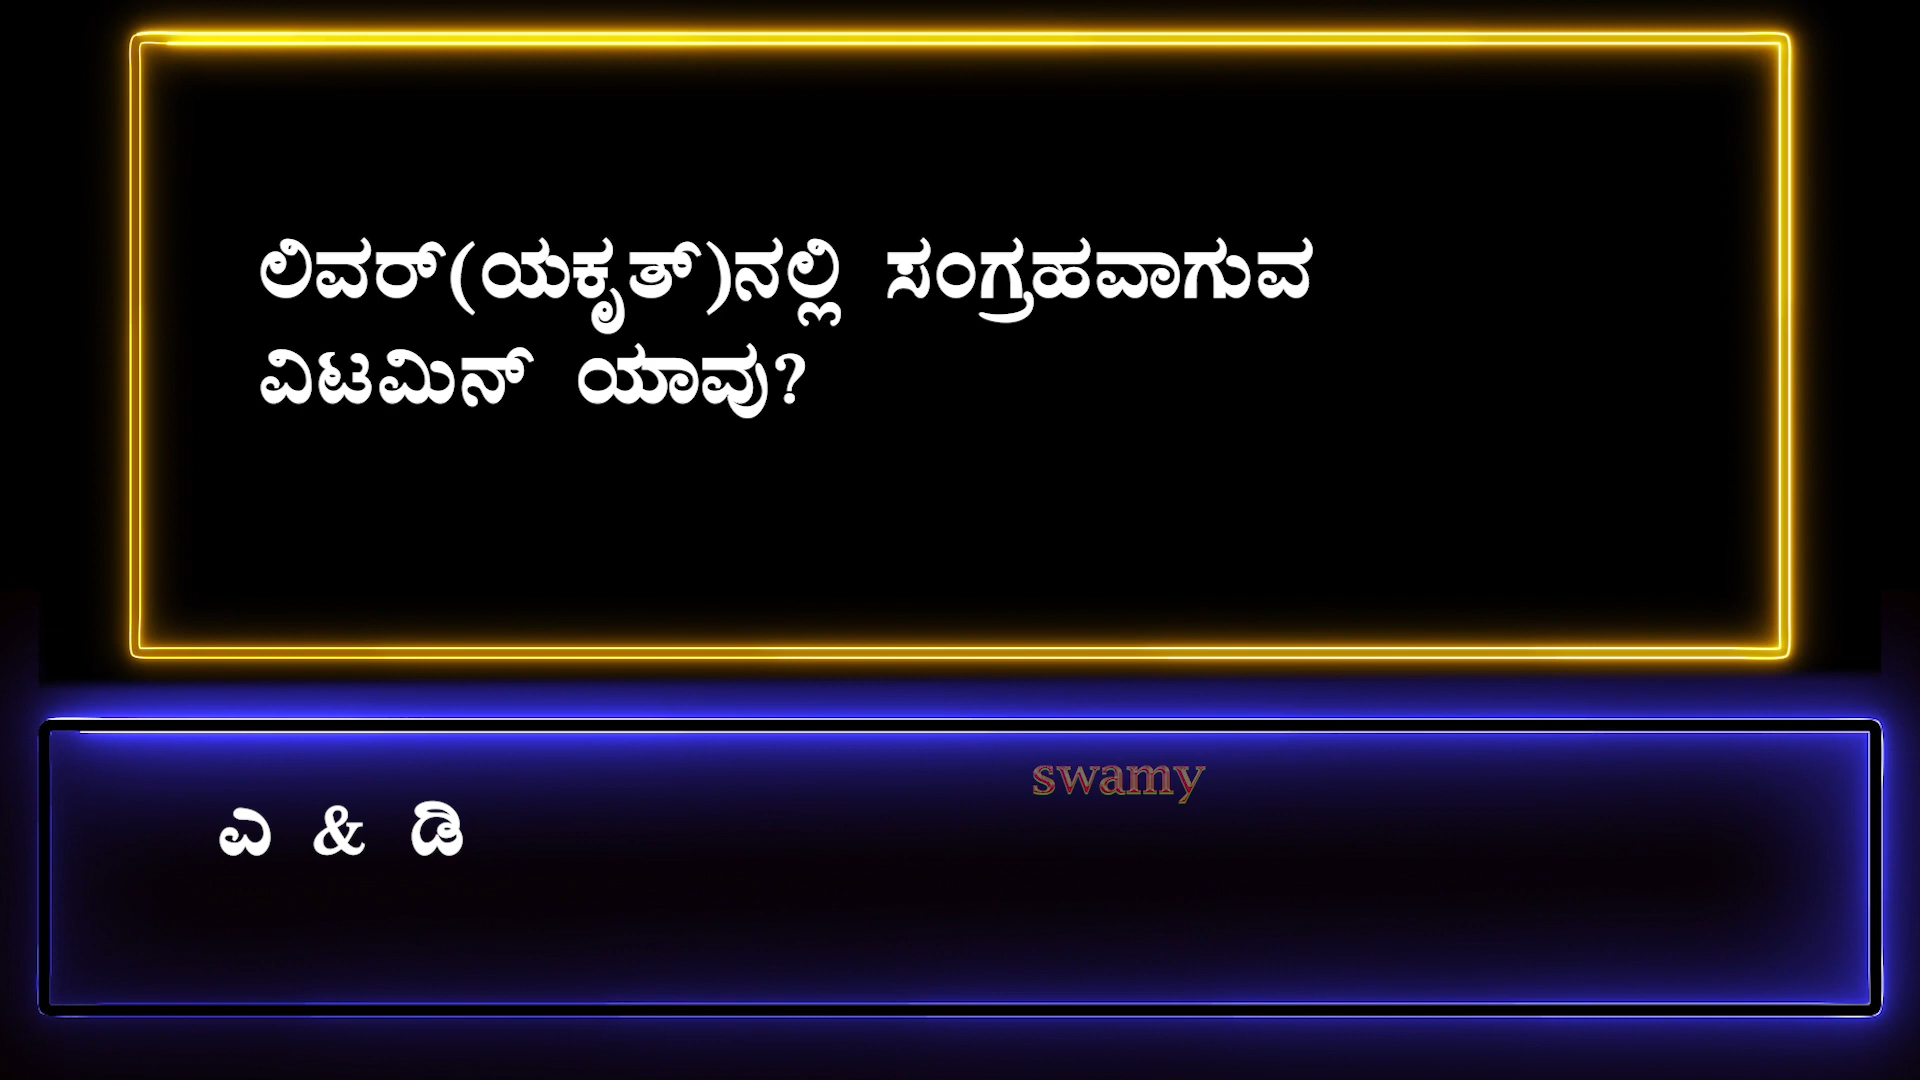 ಲಿವರ್(ಯಕೃತ್)ನಲ್ಲಿ ಸಂಗ್ರಹವಾಗುವ
ವಿಟಮಿನ್ ಯಾವು?
swamy
ಎ & ಡಿ